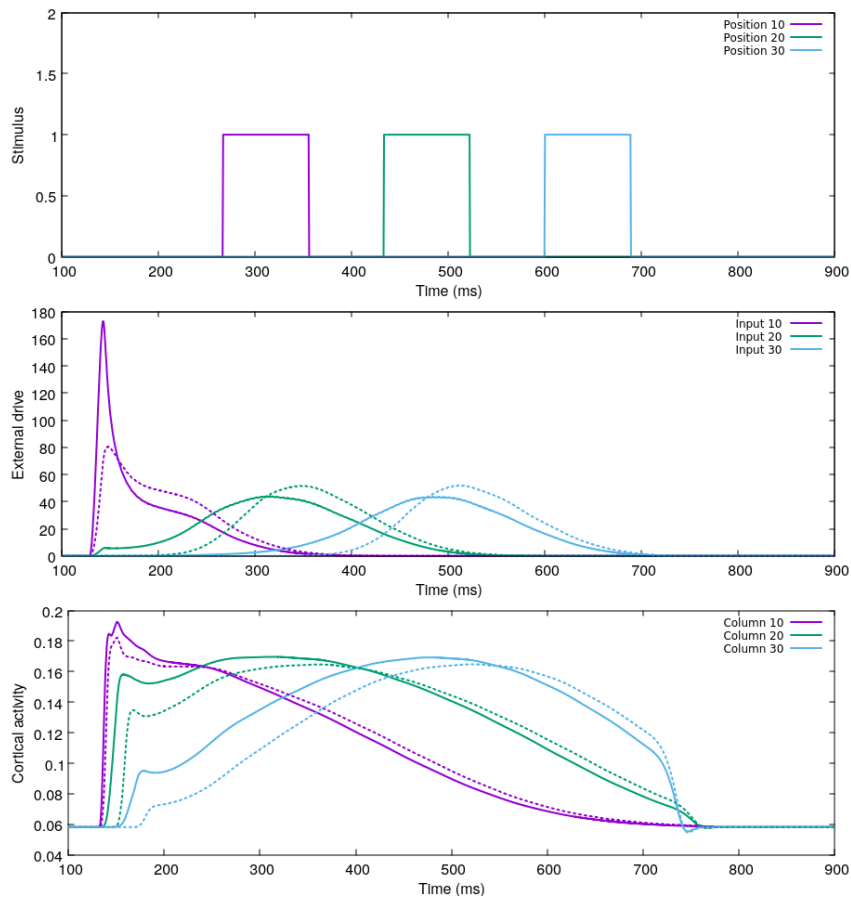 2
1.5
1
0.5
0
Stimulus
Position 10
Position 20
Position 30
100 200 300 400 500 600 700 800 900
Time (ms)
180
160
140
120
100
80
60
40
20
0
External drive
Input 10
Input 20
Input 30
100 200 300 400 500 600 700 800 900
Time (ms)
0.2
0.18
0.16
0.14
0.12
0.1
0.08
0.06
0.04
Cortical activity
Column 10
Column 20
Column 30
100 200 300 400 500 600 700 800 900
Time (ms)